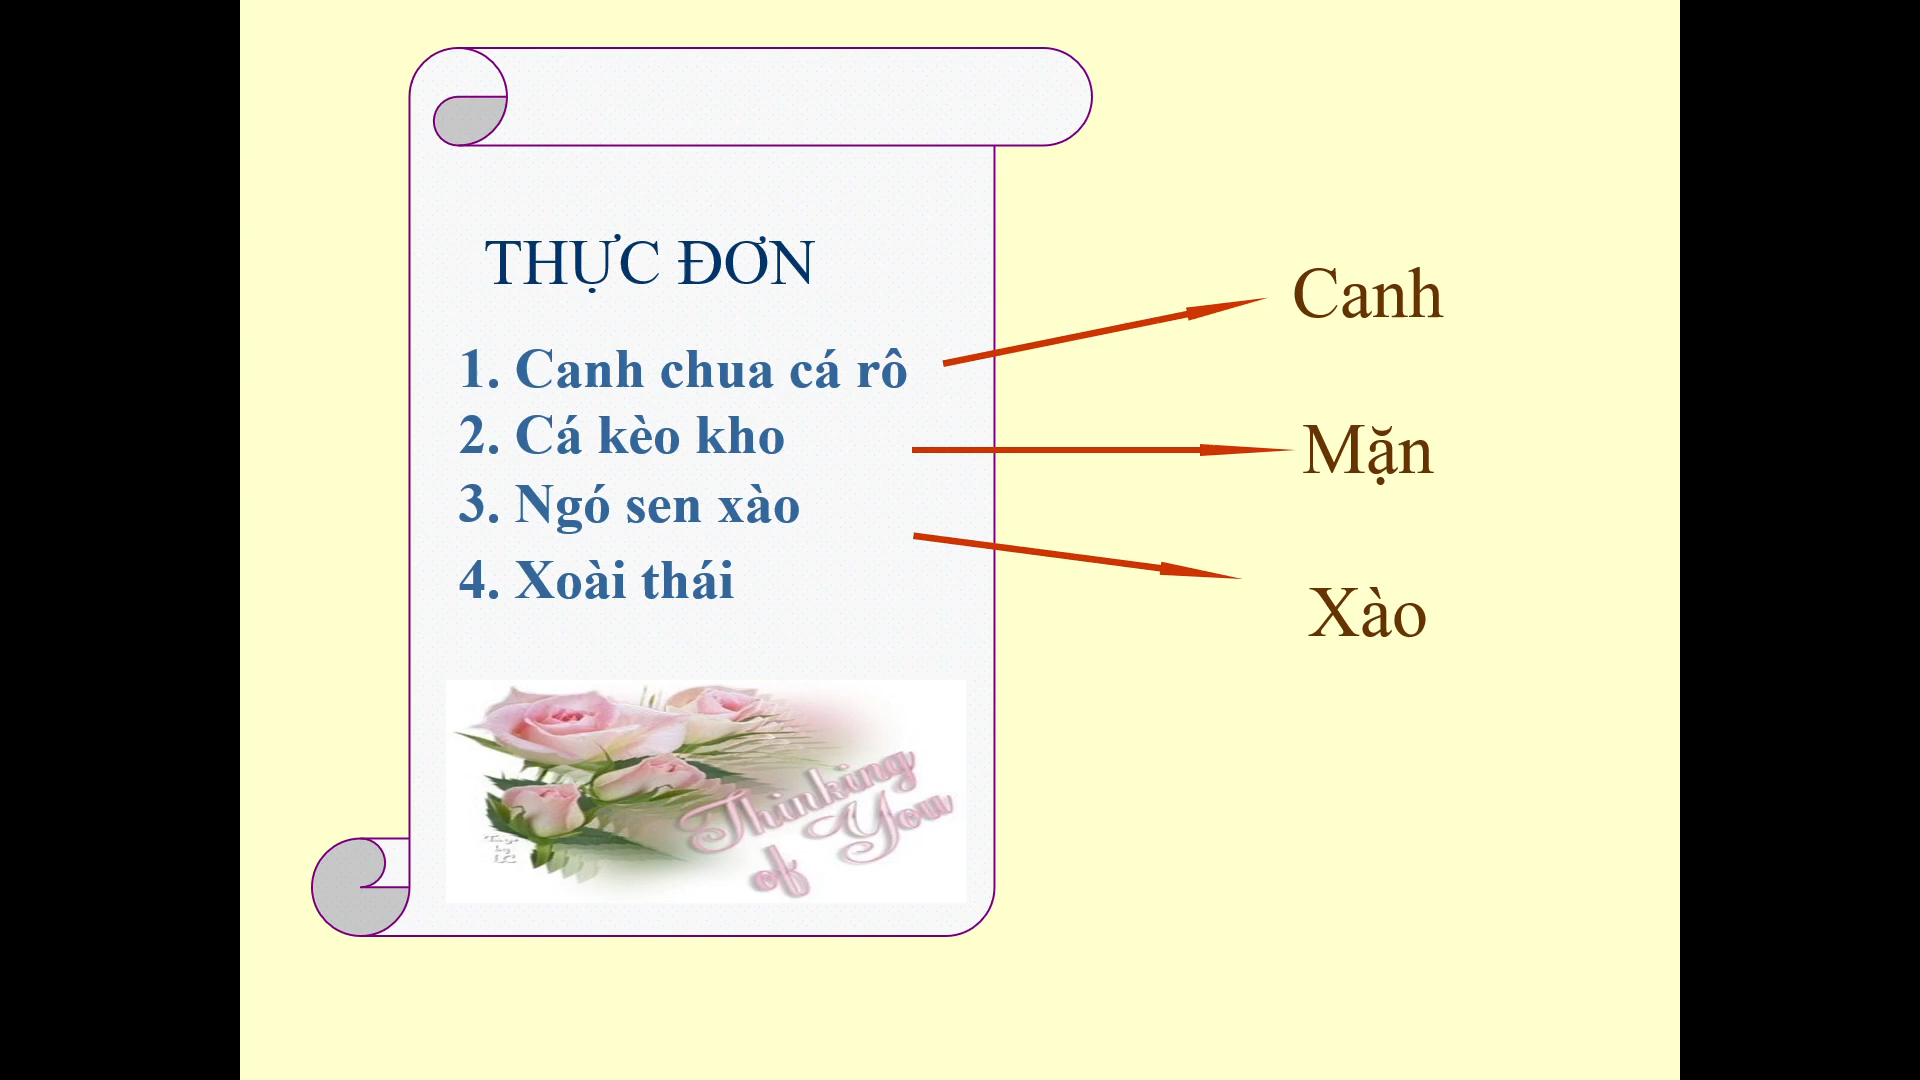 THỰC ĐƠN
1. Canh chua cá rô
2. Cá kèo kho
3. Ngó sen xào
4. Xoài thái
Canh
Mặn
Xào
Thinking
of You